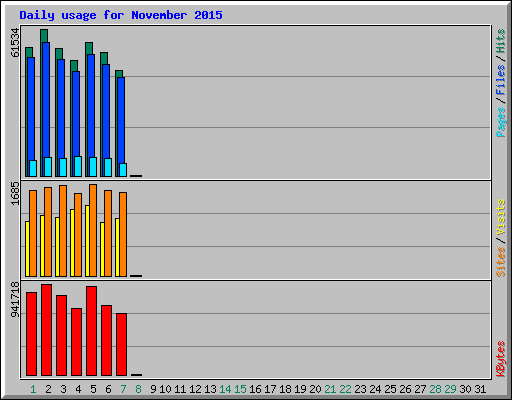 Daily usage for November 2015
61534
1685
941718
Pages/Files/Hits
Sites/Visits
KBytes
1 2 3 4 5 6 7 8 9 10 11 12 13 14 15 16 17 18 19 20 21 22 23 24 25 26 27 28 29 30 31